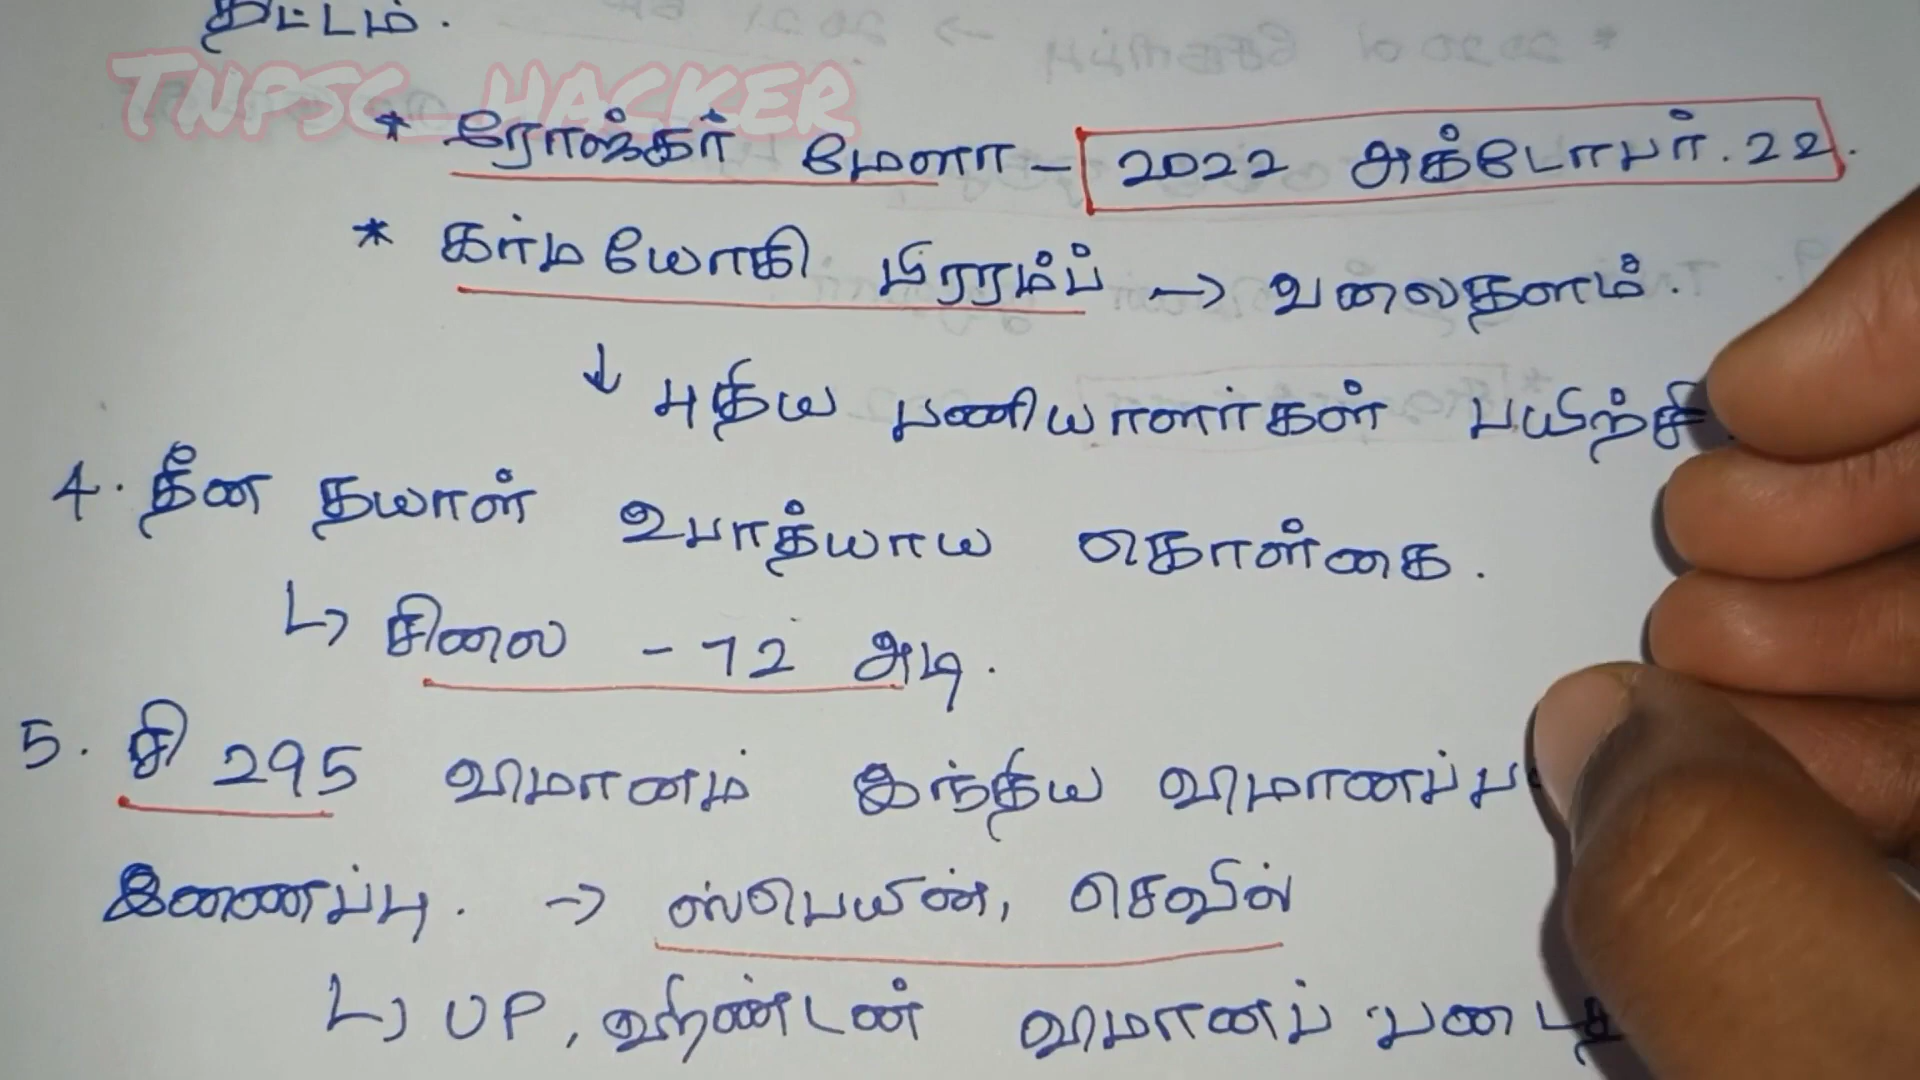 திட்டம்.
TNPSC HACKER
* ரோஜ்கர் மேளா - 2022 அக்டோபர். 22.
* கர்மயோகி பிரரம்ப் → வலைதளம்.
↓ புதிய பணியாளர்கள் பயிற்சி
4. தீன தயாள் உபாத்யாய கொள்கை.
↳ சிலை - 72 அடி.
5. சி 295 விமானம் இந்திய விமானப்ப
இணைப்பு. → ஸ்பெயின், செவில்
↳ UP, ஹிண்டன் விமானப் படை